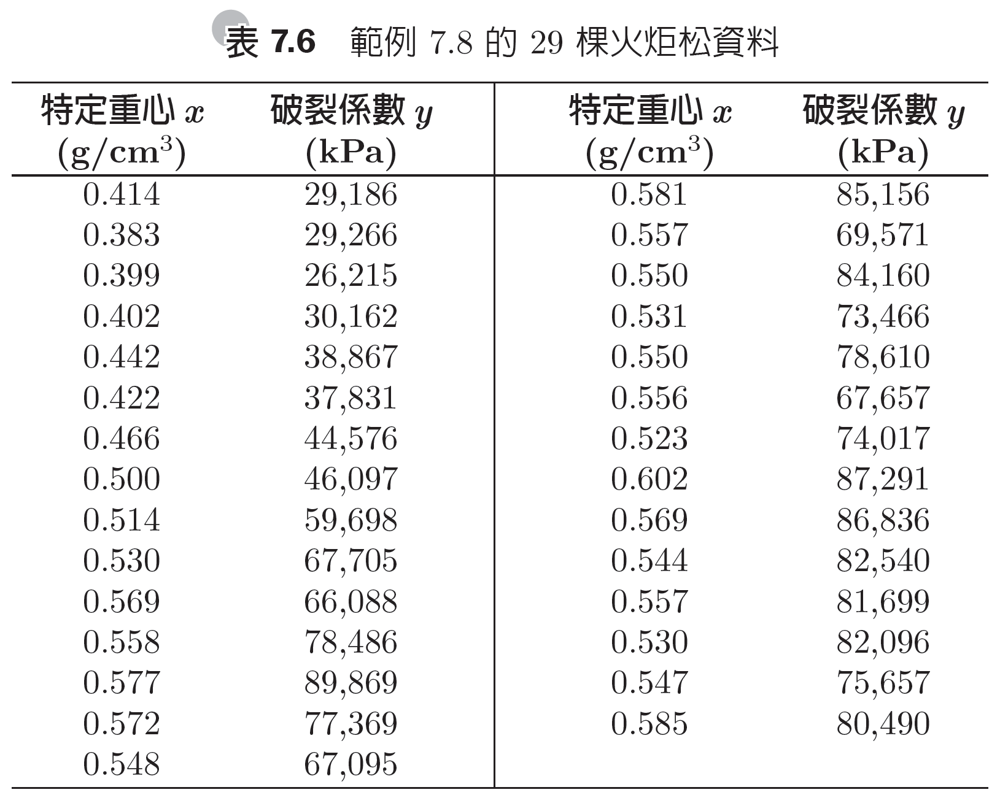 表 7.6 範例 7.8 的 29 棵火炬松資料
特定重心 x 破裂係數 y 特定重心 x 破裂係數 y
(g/cm³) (kPa) (g/cm³) (kPa)
0.414 29,186 0.581 85,156
0.383 29,266 0.557 69,571
0.399 26,215 0.550 84,160
0.402 30,162 0.531 73,466
0.442 38,867 0.550 78,610
0.422 37,831 0.556 67,657
0.466 44,576 0.523 74,017
0.500 46,097 0.602 87,291
0.514 59,698 0.569 86,836
0.530 67,705 0.544 82,540
0.569 66,088 0.557 81,699
0.558 78,486 0.530 82,096
0.577 89,869 0.547 75,657
0.572 77,369 0.585 80,490
0.548 67,095